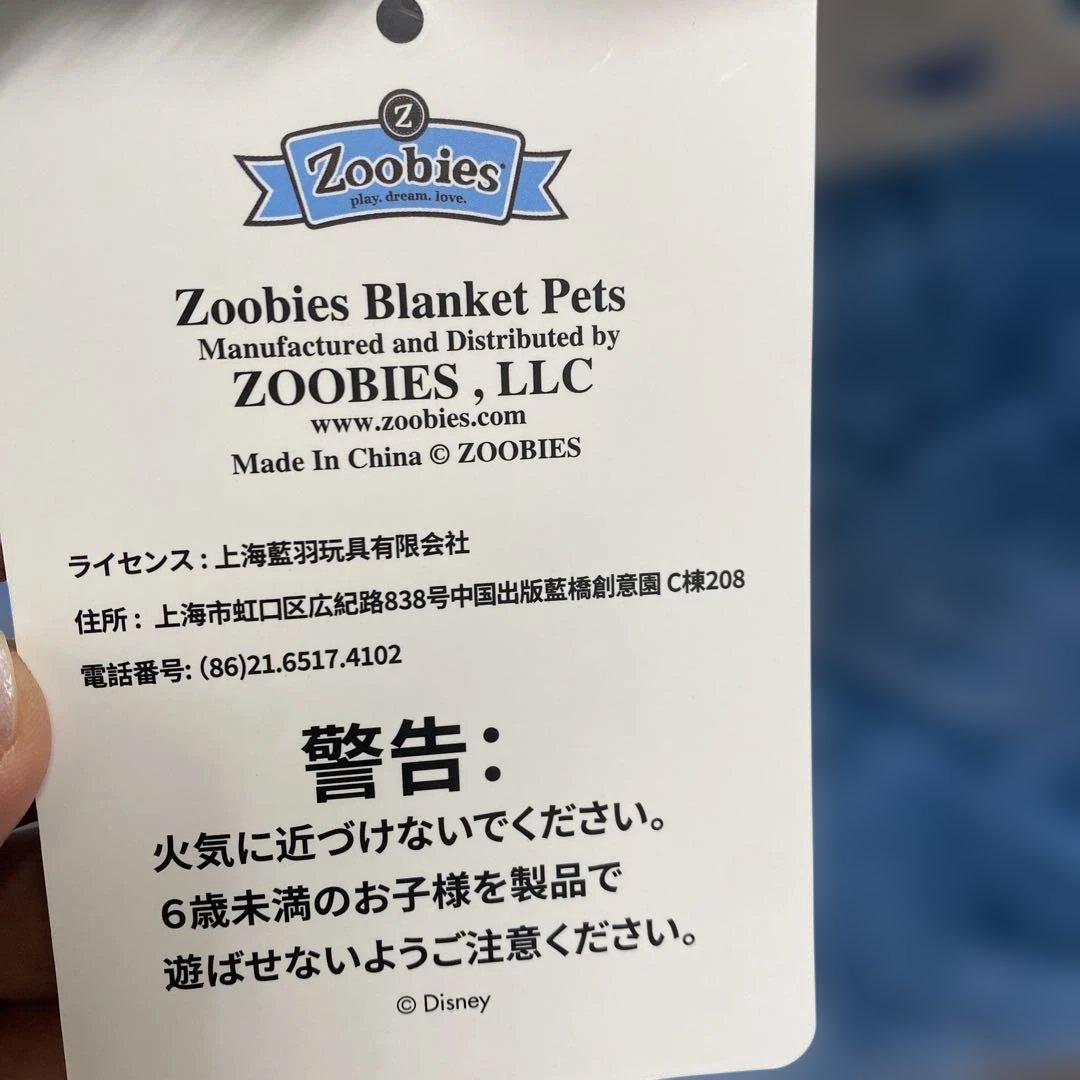 Z
Zoobies
play. dream. love.
Zoobies Blanket Pets
Manufactured and Distributed by
ZOOBIES , LLC
www.zoobies.com
Made In China © ZOOBIES
ライセンス : 上海藍羽玩具有限会社
住所 : 上海市虹口区広紀路838号中国出版藍橋創意園 C棟208
電話番号: (86)21.6517.4102
警告:
火気に近づけないでください。
6歳未満のお子様を製品で
遊ばせないようご注意ください。
© Disney